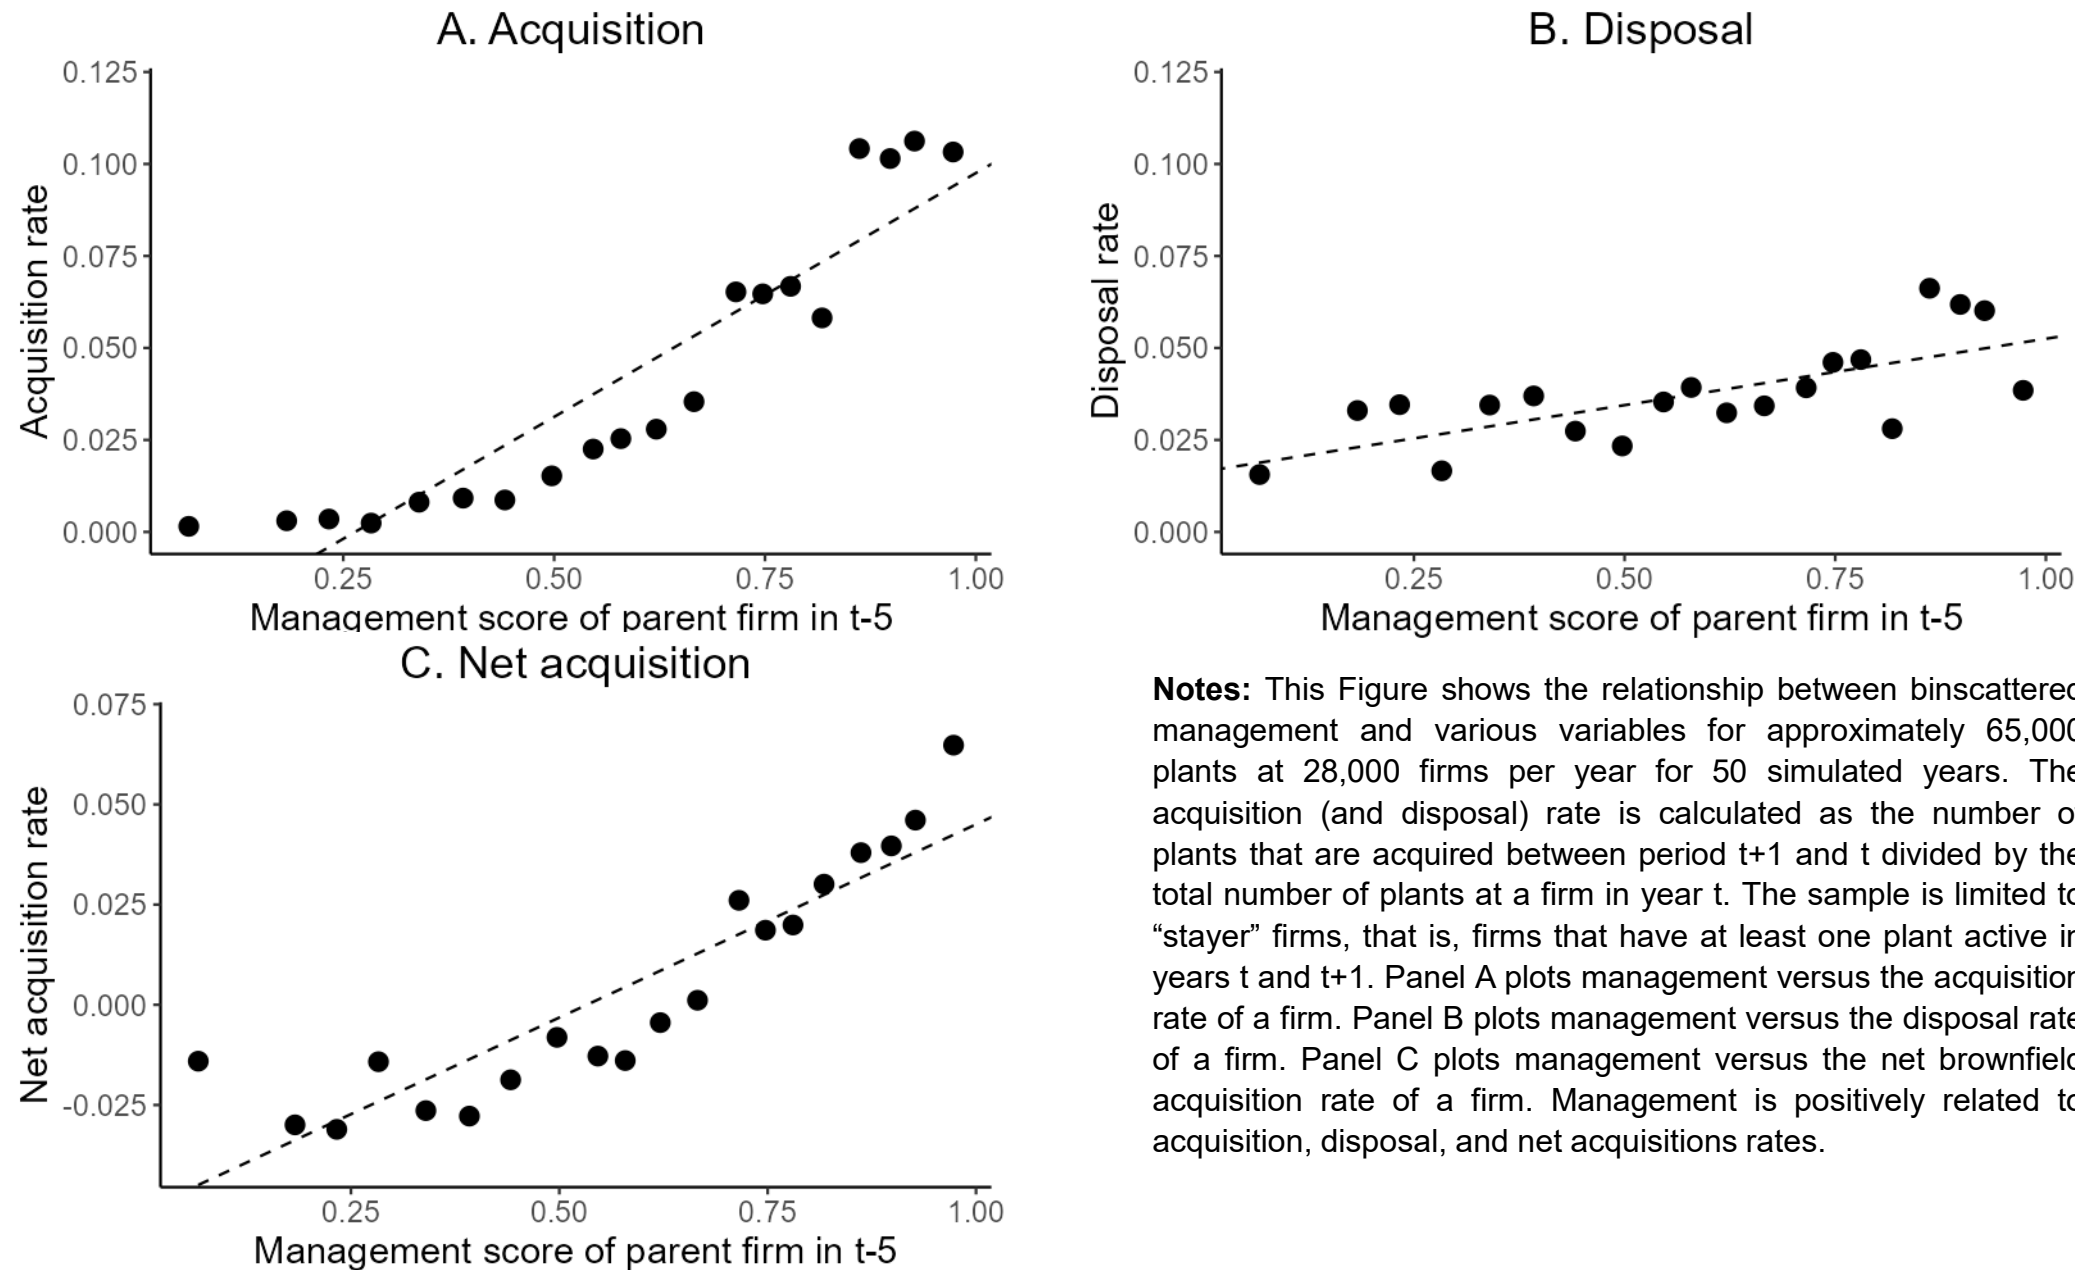 A. Acquisition
0.125
0.100
0.075
0.050
0.025
0.000
Acquisition rate
0.25 0.50 0.75 1.00
Management score of parent firm in t-5
B. Disposal
0.125
0.100
0.075
0.050
0.025
0.000
Disposal rate
0.25 0.50 0.75 1.00
Management score of parent firm in t-5
C. Net acquisition
0.075
0.050
0.025
0.000
-0.025
Net acquisition rate
0.25 0.50 0.75 1.00
Management score of parent firm in t-5
Notes: This Figure shows the relationship between binscattered
management and various variables for approximately 65,000
plants at 28,000 firms per year for 50 simulated years. The
acquisition (and disposal) rate is calculated as the number of
plants that are acquired between period t+1 and t divided by the
total number of plants at a firm in year t. The sample is limited to
“stayer” firms, that is, firms that have at least one plant active in
years t and t+1. Panel A plots management versus the acquisition
rate of a firm. Panel B plots management versus the disposal rate
of a firm. Panel C plots management versus the net brownfield
acquisition rate of a firm. Management is positively related to
acquisition, disposal, and net acquisitions rates.